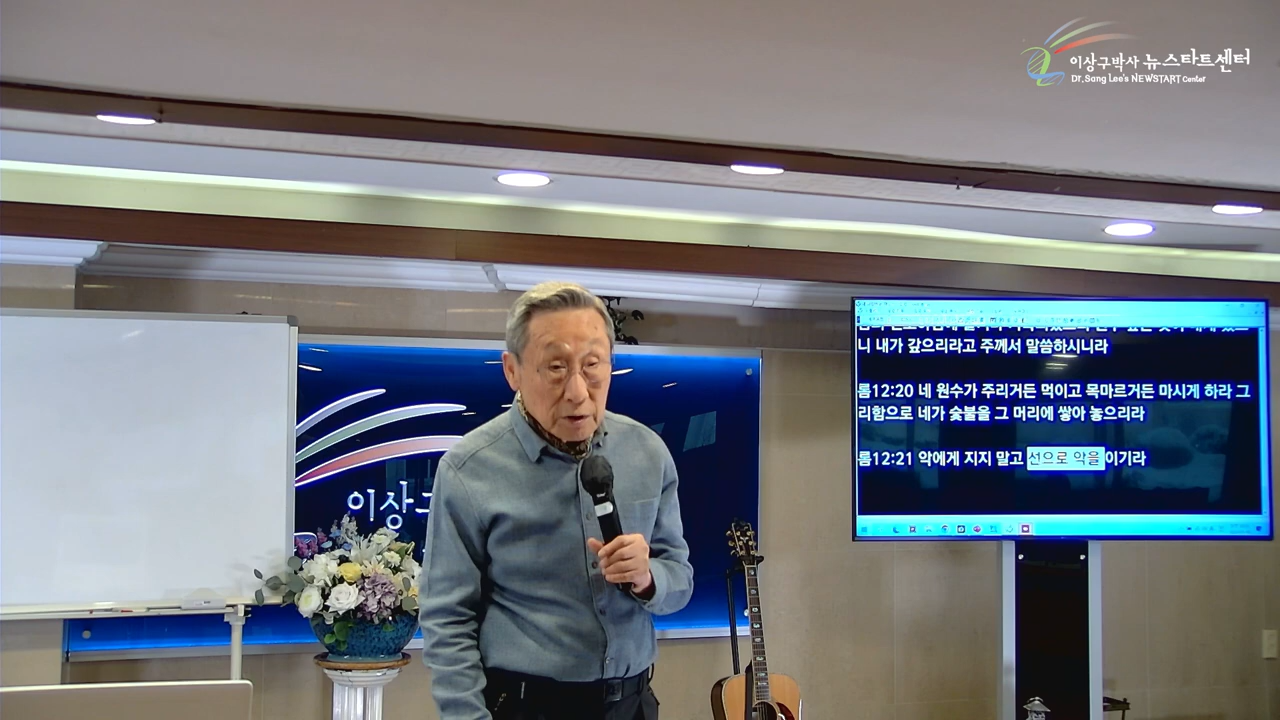 이상구박사 뉴스타트센터
Dr. Sang Lee's NEWSTART Center
니 내가 갚으리라고 주께서 말씀하시니라
롬12:20 네 원수가 주리거든 먹이고 목마르거든 마시게 하라 그
리함으로 네가 숯불을 그 머리에 쌓아 놓으리라
롬12:21 악에게 지지 말고 선으로 악을 이기라
이상구